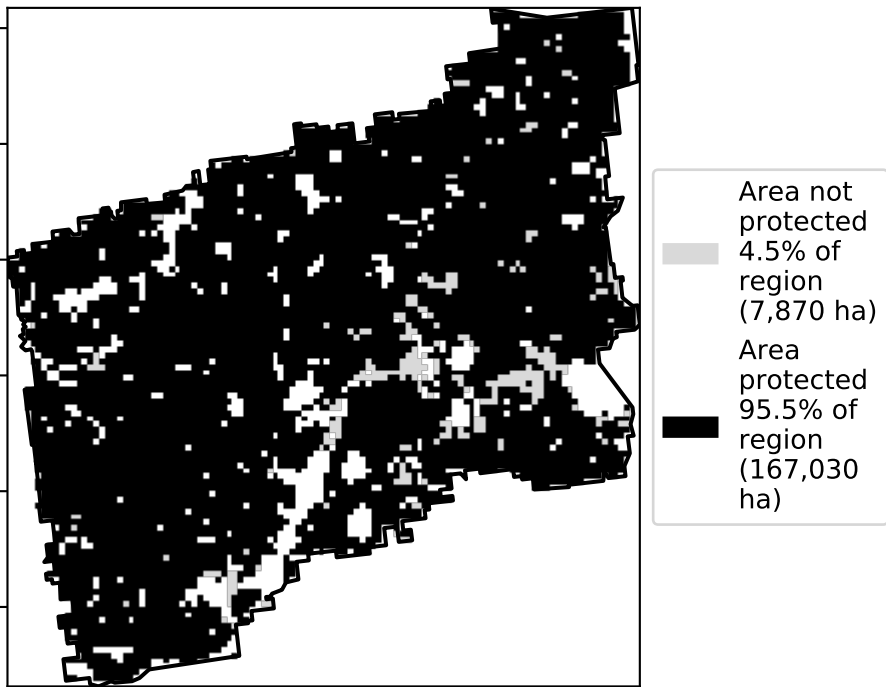 Area not
protected
4.5% of
region
(7,870 ha)
Area
protected
95.5% of
region
(167,030
ha)